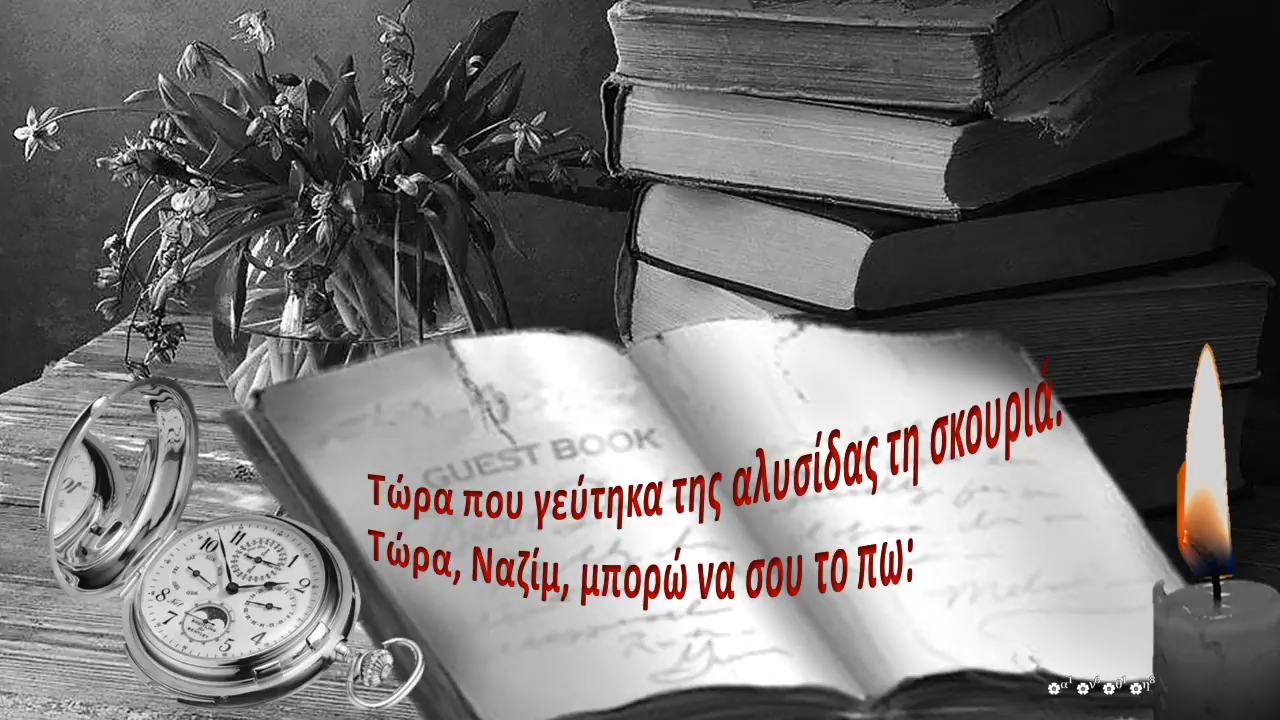 GUEST BOOK
Τώρα που γεύτηκα της αλυσίδας τη σκουριά.
Τώρα, Ναζίμ, μπορώ να σου το πω: